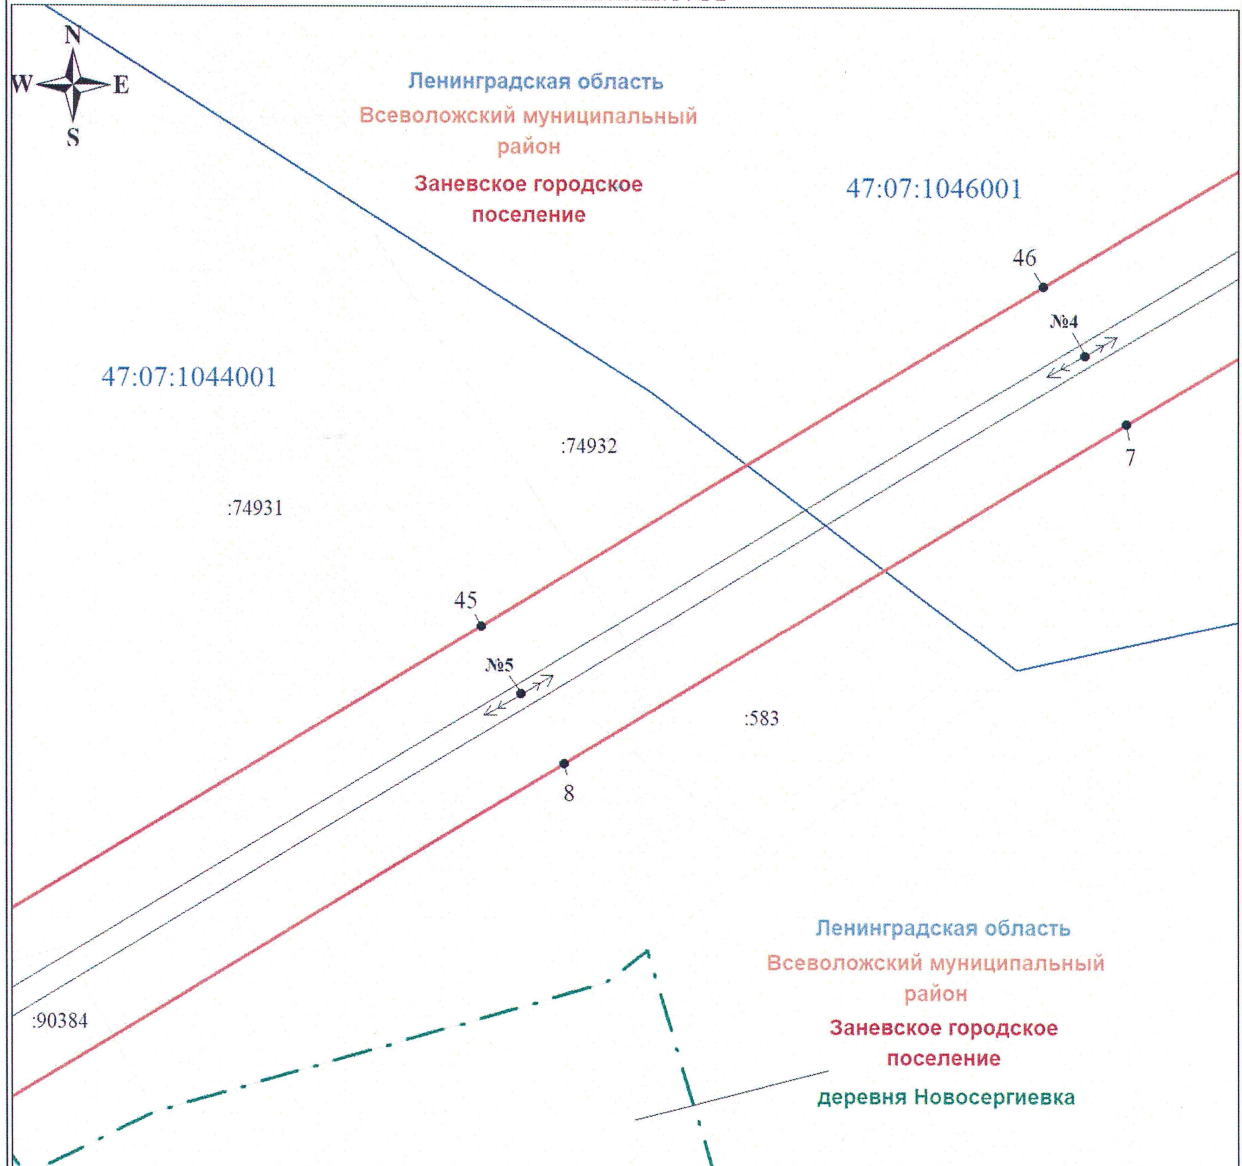 N
W E
S
Ленинградская область
Всеволожский муниципальный
район
Заневское городское
поселение
47:07:1046001
46
№4
47:07:1044001
:74932
7
:74931
45
№5
:583
8
Ленинградская область
Всеволожский муниципальный
район
Заневское городское
поселение
деревня Новосергиевка
:90384